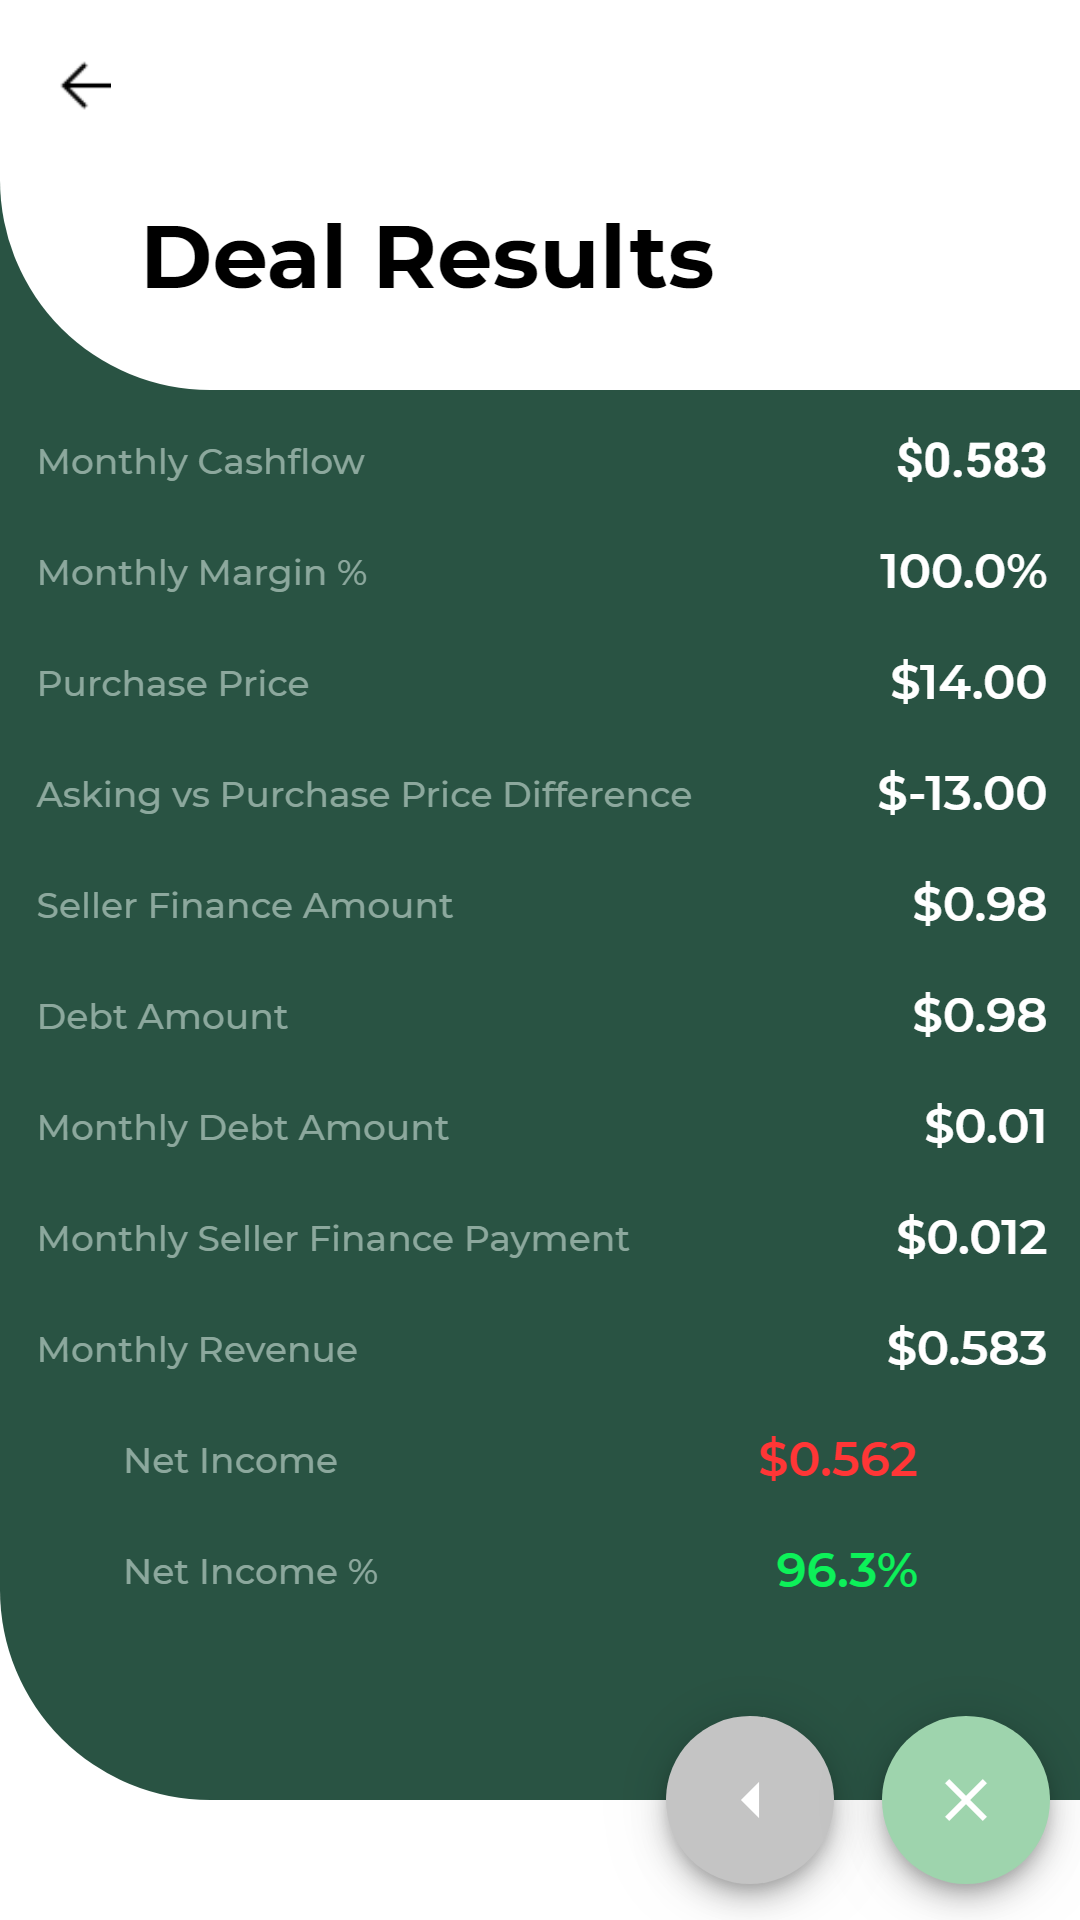 Deal Results
Monthly Cashflow $0.583
Monthly Margin % 100.0%
Purchase Price $14.00
Asking vs Purchase Price Difference $-13.00
Seller Finance Amount $0.98
Debt Amount $0.98
Monthly Debt Amount $0.01
Monthly Seller Finance Payment $0.012
Monthly Revenue $0.583
Net Income $0.562
Net Income % 96.3%